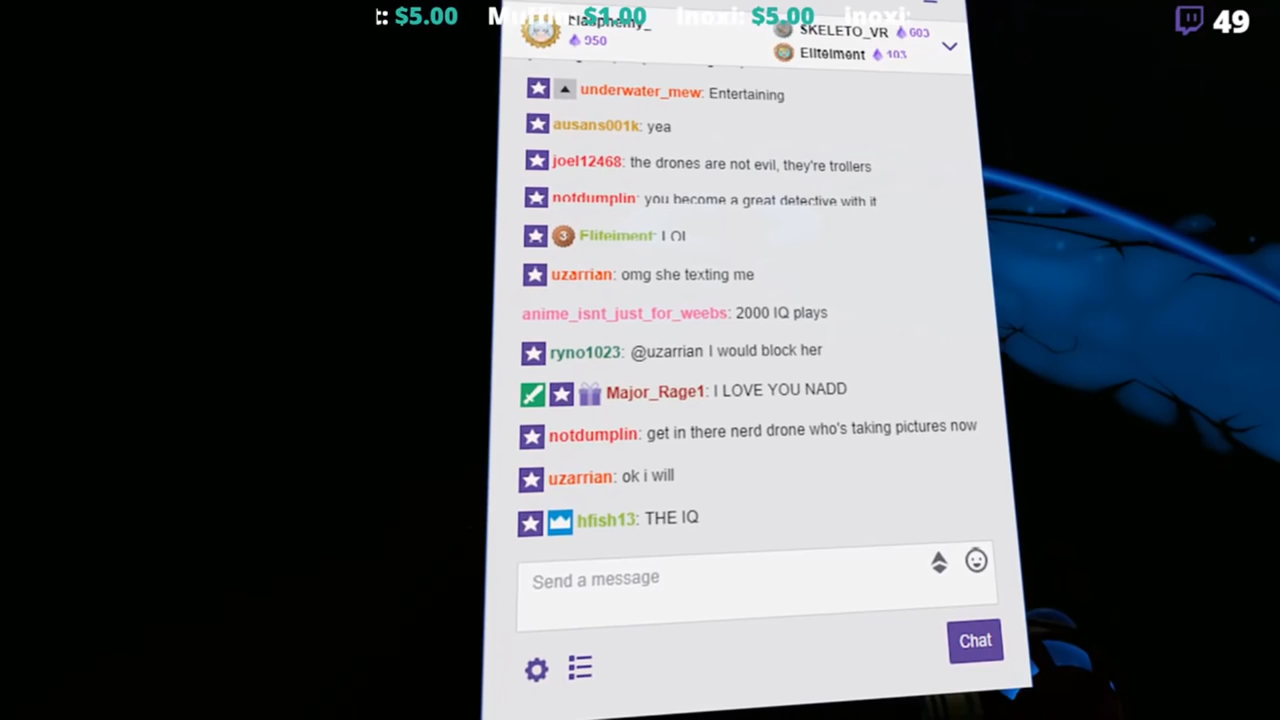 t: $5.00 Muffin: $1.00 Inoxi: $5.00 Inoxi:
49
blasphemy_
950
SKELETO_VR 603
Eliteiment 103
underwater_mew: Entertaining
ausans001k: yea
joel12468: the drones are not evil, they're trollers
notdumplin: you become a great detective with it
3 Eliteiment: LOL
uzarrian: omg she texting me
anime_isnt_just_for_weebs: 2000 IQ plays
ryno1023: @uzarrian I would block her
Major_Rage1: I LOVE YOU NADD
notdumplin: get in there nerd drone who's taking pictures now
uzarrian: ok i will
hfish13: THE IQ
Send a message
Chat